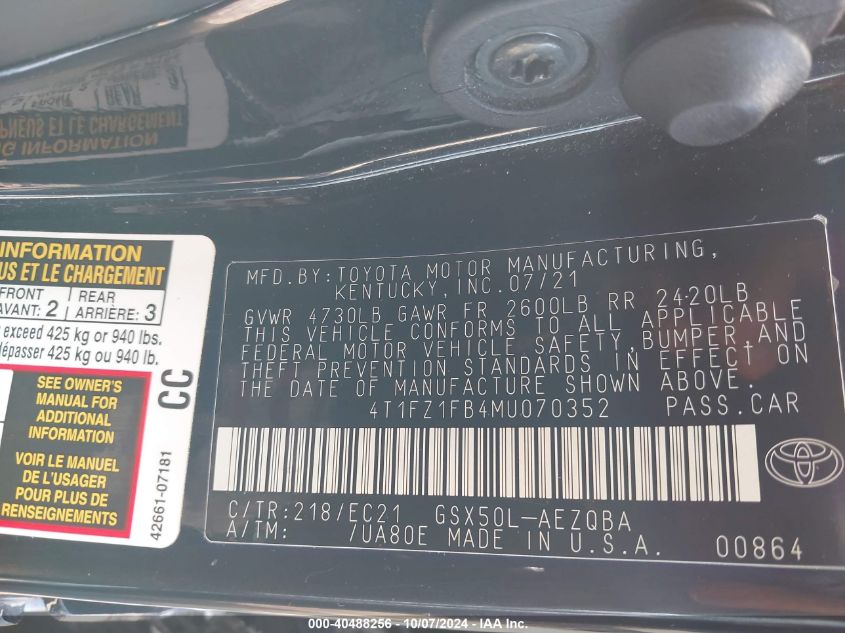 INFORMATION
US ET LE CHARGEMENT
FRONT
AVANT: 2
REAR
ARRIÈRE: 3
exceed 425 kg or 940 lbs.
dépasser 425 kg ou 940 lb.
SEE OWNER'S
MANUAL FOR
ADDITIONAL
INFORMATION
VOIR LE MANUEL
DE L'USAGER
POUR PLUS DE
RENSEIGNEMENTS
CC
42661-07181
MFD.BY:TOYOTA MOTOR MANUFACTURING,
KENTUCKY,INC.07/21
GVWR 4730LB GAWR FR 2600LB RR 2420LB
THIS VEHICLE CONFORMS TO ALL APPLICABLE
FEDERAL MOTOR VEHICLE SAFETY,BUMPER,AND
THEFT PREVENTION STANDARDS IN EFFECT ON
THE DATE OF MANUFACTURE SHOWN ABOVE.
4T1FZ1FB4MU070352 PASS.CAR
C/TR:218/EC21 GSX50L-AEZQBA
A/TM: /UA80E MADE IN U.S.A. 00864
000-40488256 - 10/07/2024 - IAA Inc.